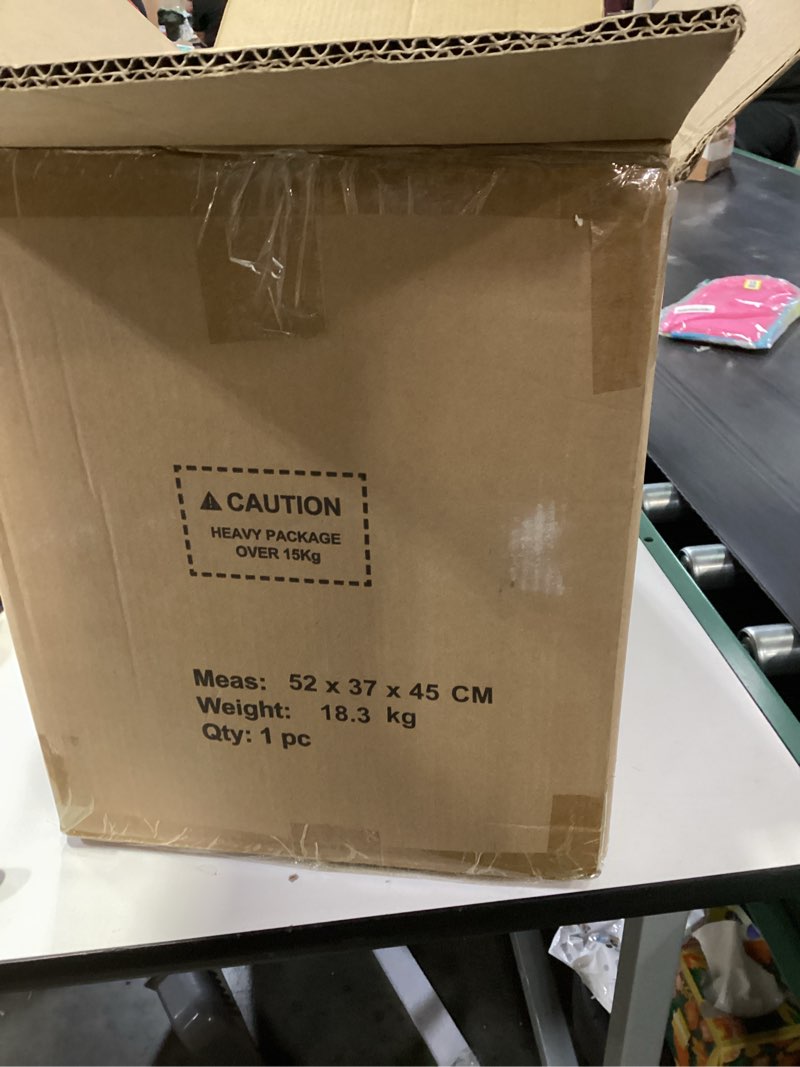 CAUTION
HEAVY PACKAGE
OVER 15Kg
Meas: 52 x 37 x 45 CM
Weight: 18.3 kg
Qty: 1 pc